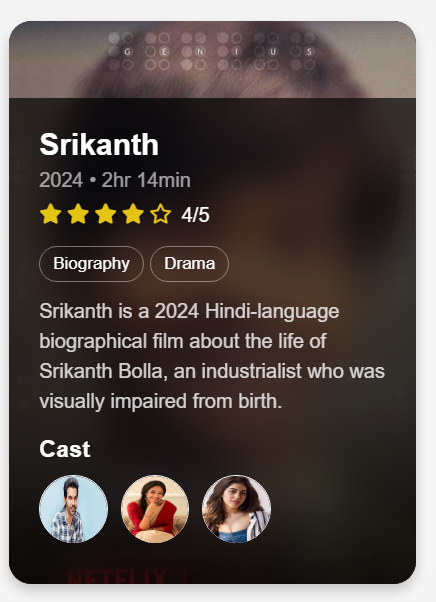 GENIUS
Srikanth
2024 • 2hr 14min
4/5
Biography
Drama
Srikanth is a 2024 Hindi-language
biographical film about the life of
Srikanth Bolla, an industrialist who was
visually impaired from birth.
Cast
NETFLIX